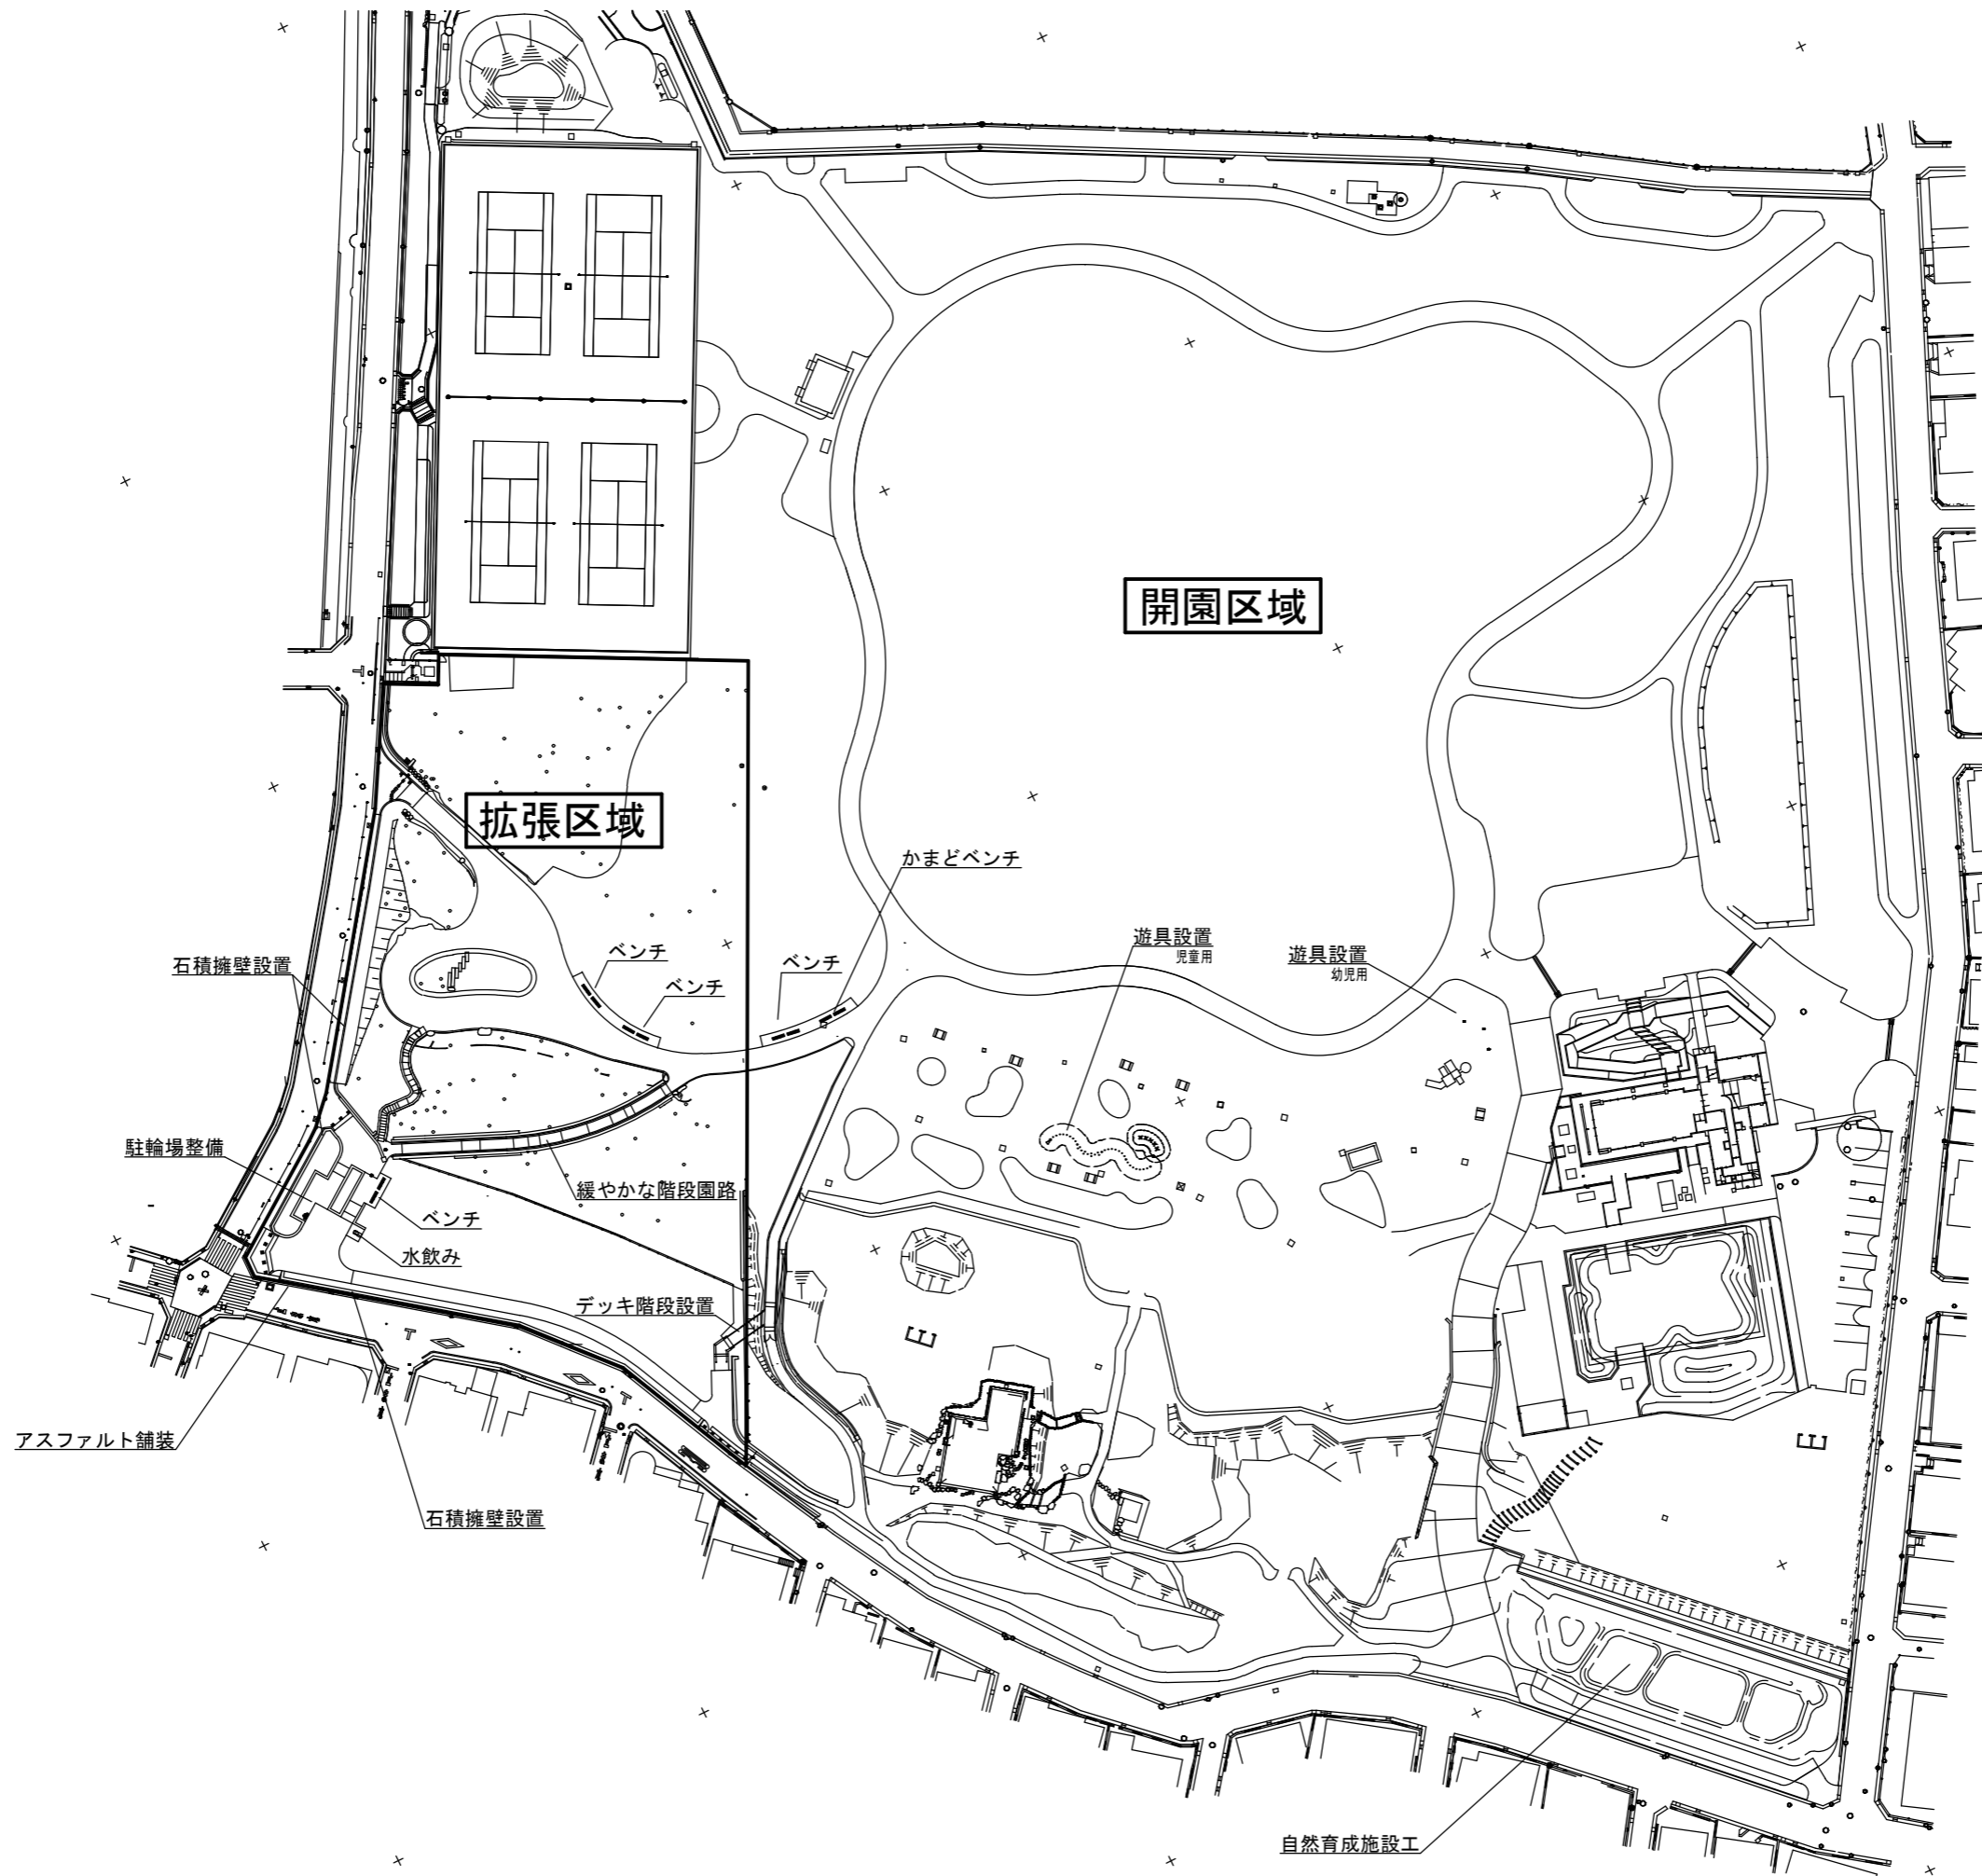 開園区域
拡張区域
かまどベンチ
遊具設置
児童用
遊具設置
幼児用
ベンチ
ベンチ
ベンチ
石積擁壁設置
駐輪場整備
緩やかな階段園路
ベンチ
水飲み
デッキ階段設置
アスファルト舗装
石積擁壁設置
自然育成施設工